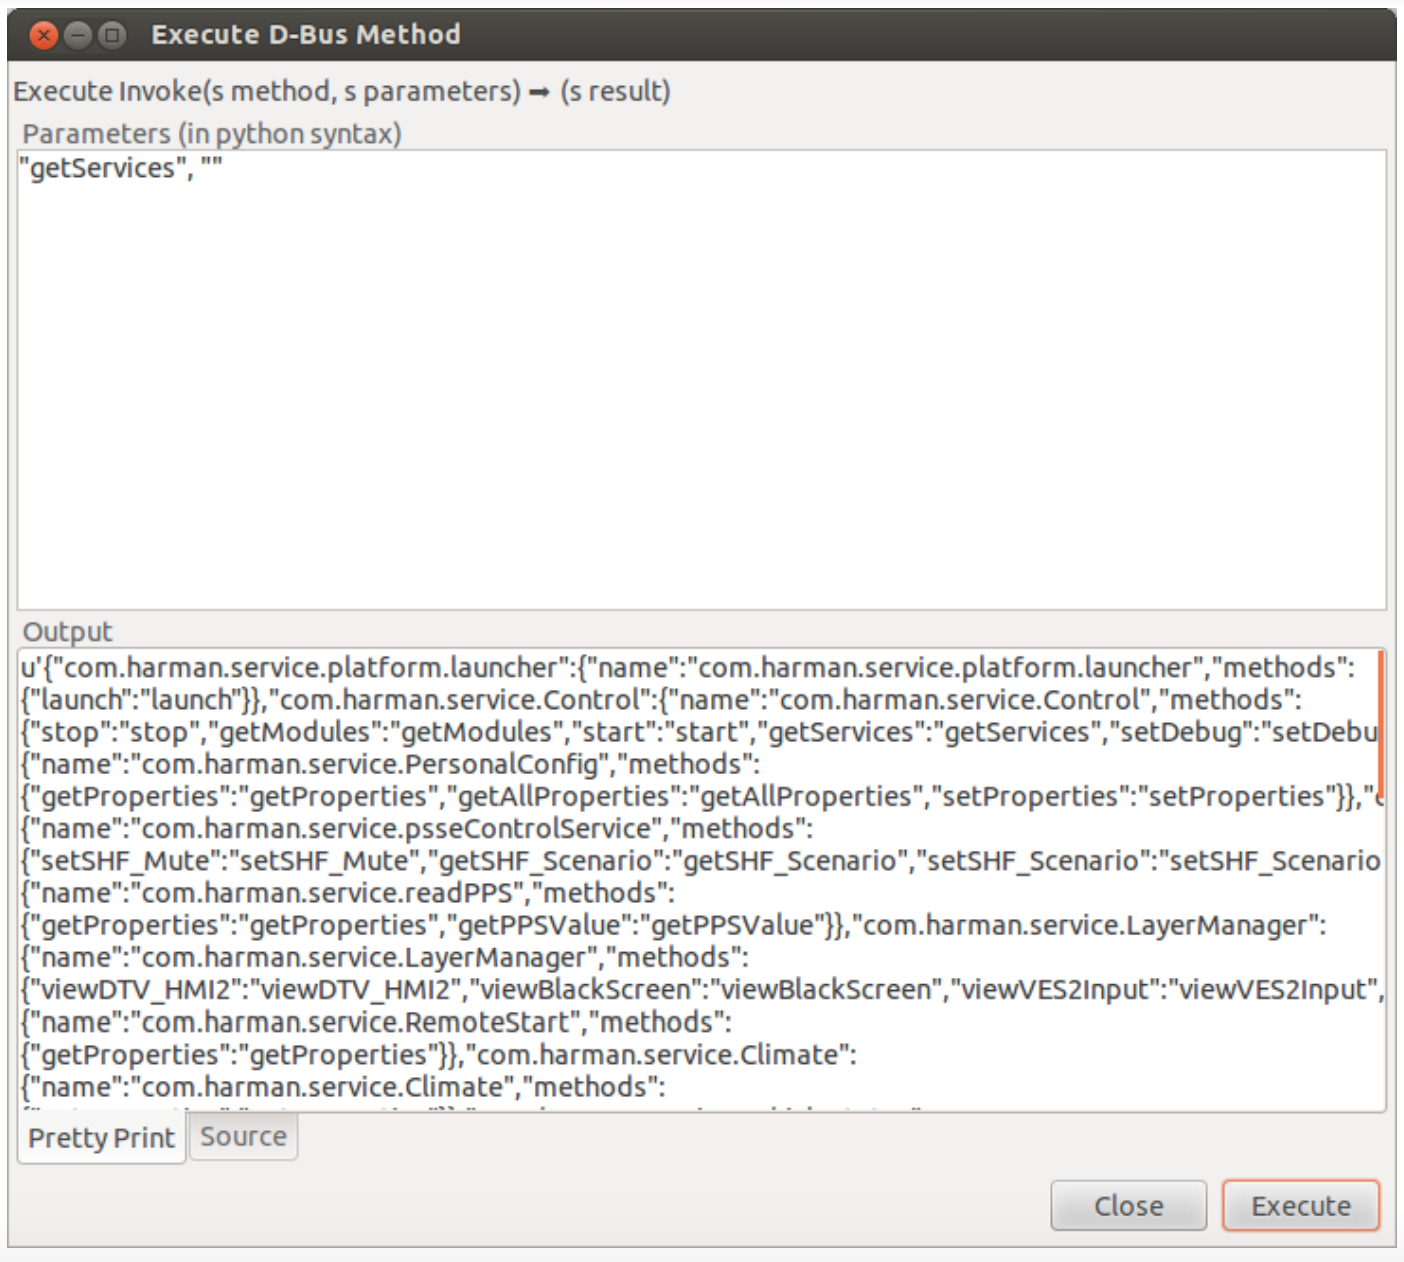 Execute D-Bus Method
Execute Invoke(s method, s parameters) ➡ (s result)
Parameters (in python syntax)
"getServices", ""
Output
u'{"com.harman.service.platform.launcher":{"name":"com.harman.service.platform.launcher","methods":
{"launch":"launch"}},"com.harman.service.Control":{"name":"com.harman.service.Control","methods":
{"stop":"stop","getModules":"getModules","start":"start","getServices":"getServices","setDebug":"setDebu
{"name":"com.harman.service.PersonalConfig","methods":
{"getProperties":"getProperties","getAllProperties":"getAllProperties","setProperties":"setProperties"}},"
{"name":"com.harman.service.psseControlService","methods":
{"setSHF_Mute":"setSHF_Mute","getSHF_Scenario":"getSHF_Scenario","setSHF_Scenario":"setSHF_Scenario
{"name":"com.harman.service.readPPS","methods":
{"getProperties":"getProperties","getPPSValue":"getPPSValue"}},"com.harman.service.LayerManager":
{"name":"com.harman.service.LayerManager","methods":
{"viewDTV_HMI2":"viewDTV_HMI2","viewBlackScreen":"viewBlackScreen","viewVES2Input":"viewVES2Input",
{"name":"com.harman.service.RemoteStart","methods":
{"getProperties":"getProperties"}},"com.harman.service.Climate":
{"name":"com.harman.service.Climate","methods":
Pretty Print
Source
Close
Execute